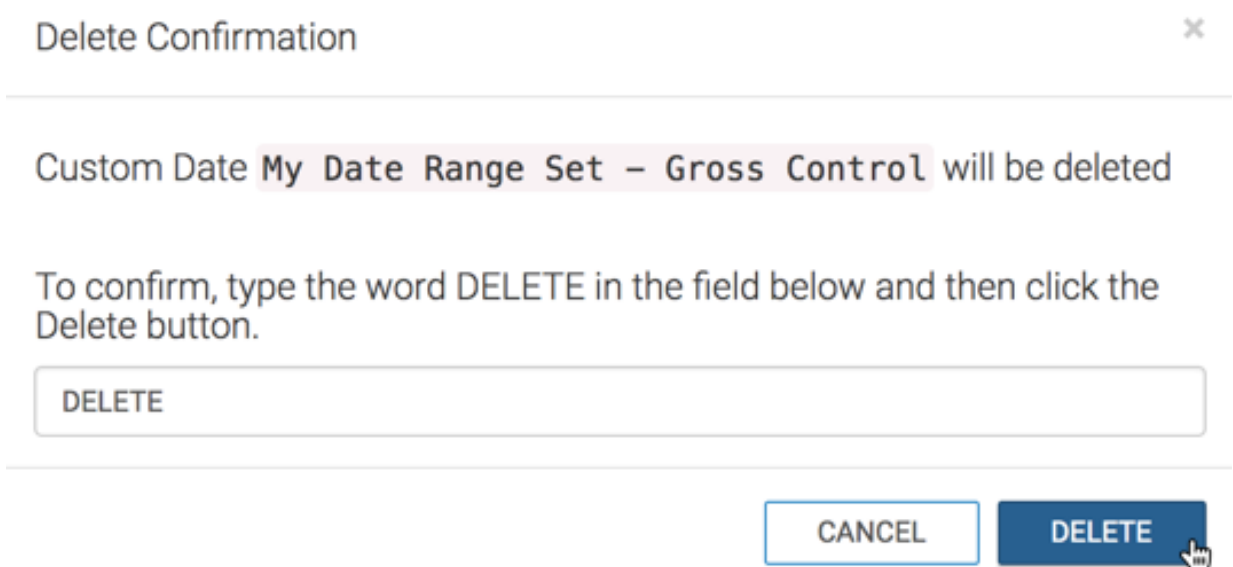 Delete Confirmation ×
Custom Date My Date Range Set – Gross Control will be deleted
To confirm, type the word DELETE in the field below and then click the
Delete button.
DELETE
CANCEL DELETE